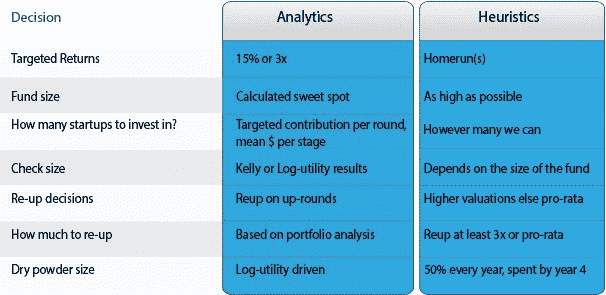 Decision Analytics Heuristics
Targeted Returns 15% or 3x Homerun(s)
Fund size Calculated sweet spot As high as possible
How many startups to invest in? Targeted contribution per round, mean $ per stage However many we can
Check size Kelly or Log-utility results Depends on the size of the fund
Re-up decisions Reup on up-rounds Higher valuations else pro-rata
How much to re-up Based on portfolio analysis Reup at least 3x or pro-rata
Dry powder size Log-utility driven 50% every year, spent by year 4